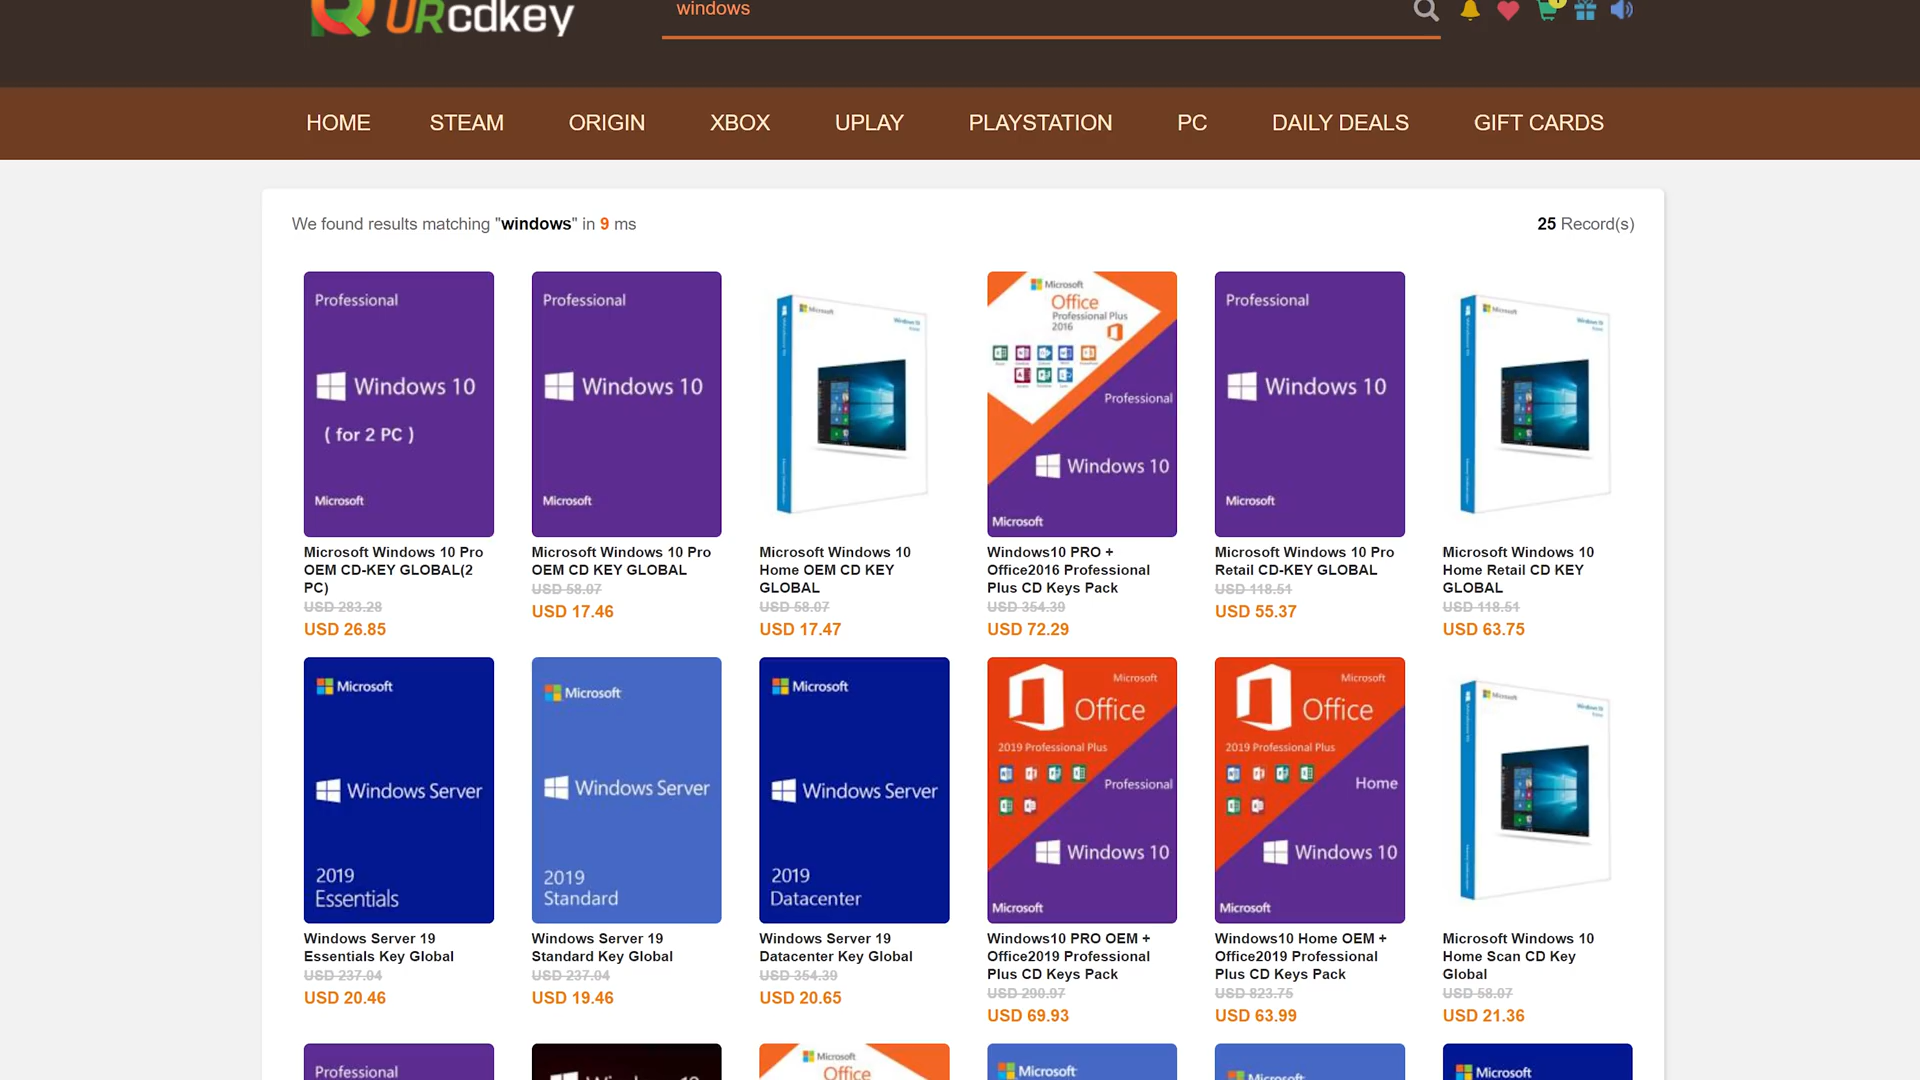 URcdkey
windows
HOME
STEAM
ORIGIN
XBOX
UPLAY
PLAYSTATION
PC
DAILY DEALS
GIFT CARDS
We found results matching "windows" in 9 ms
25 Record(s)
Professional
Windows 10
( for 2 PC )
Microsoft
Professional
Windows 10
Microsoft
Microsoft
Windows 10
Microsoft
Office
Professional Plus
2016
Professional
Windows 10
Microsoft
Professional
Windows 10
Microsoft
Microsoft
Windows 10
Microsoft Windows 10 Pro
OEM CD-KEY GLOBAL(2
PC)
USD 283.28
USD 26.85
Microsoft Windows 10 Pro
OEM CD KEY GLOBAL
USD 58.07
USD 17.46
Microsoft Windows 10
Home OEM CD KEY
GLOBAL
USD 58.07
USD 17.47
Windows10 PRO +
Office2016 Professional
Plus CD Keys Pack
USD 354.39
USD 72.29
Microsoft Windows 10 Pro
Retail CD-KEY GLOBAL
USD 118.51
USD 55.37
Microsoft Windows 10
Home Retail CD KEY
GLOBAL
USD 118.51
USD 63.75
Microsoft
Windows Server
2019
Essentials
Microsoft
Windows Server
2019
Standard
Microsoft
Windows Server
2019
Datacenter
Microsoft
Office
2019 Professional Plus
Professional
Windows 10
Microsoft
Microsoft
Office
2019 Professional Plus
Home
Windows 10
Microsoft
Microsoft
Windows 10
Windows Server 19
Essentials Key Global
USD 237.04
USD 20.46
Windows Server 19
Standard Key Global
USD 237.04
USD 19.46
Windows Server 19
Datacenter Key Global
USD 354.39
USD 20.65
Windows10 PRO OEM +
Office2019 Professional
Plus CD Keys Pack
USD 290.97
USD 69.93
Windows10 Home OEM +
Office2019 Professional
Plus CD Keys Pack
USD 823.75
USD 63.99
Microsoft Windows 10
Home Scan CD Key
Global
USD 58.07
USD 21.36
Professional
Microsoft
Office
Microsoft
Microsoft
Microsoft